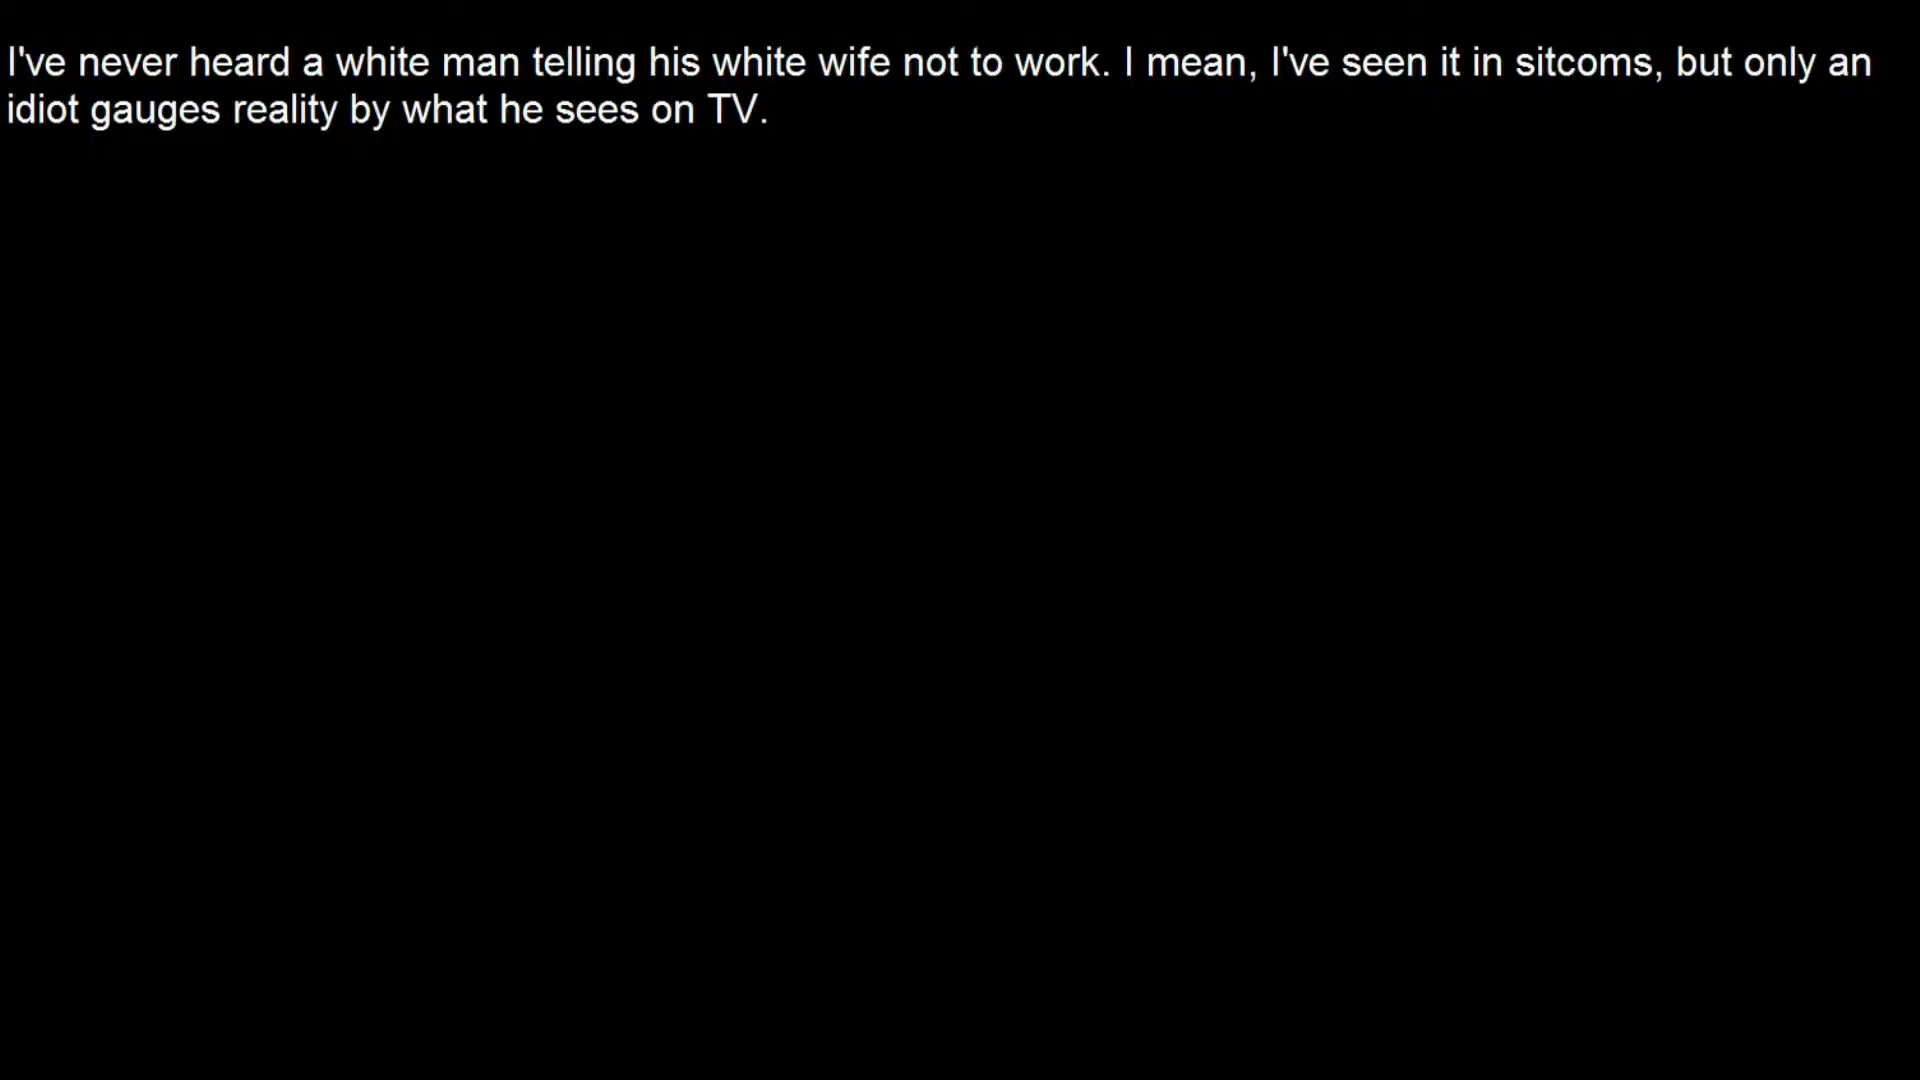 I've never heard a white man telling his white wife not to work. I mean, I've seen it in sitcoms, but only an
idiot gauges reality by what he sees on TV.